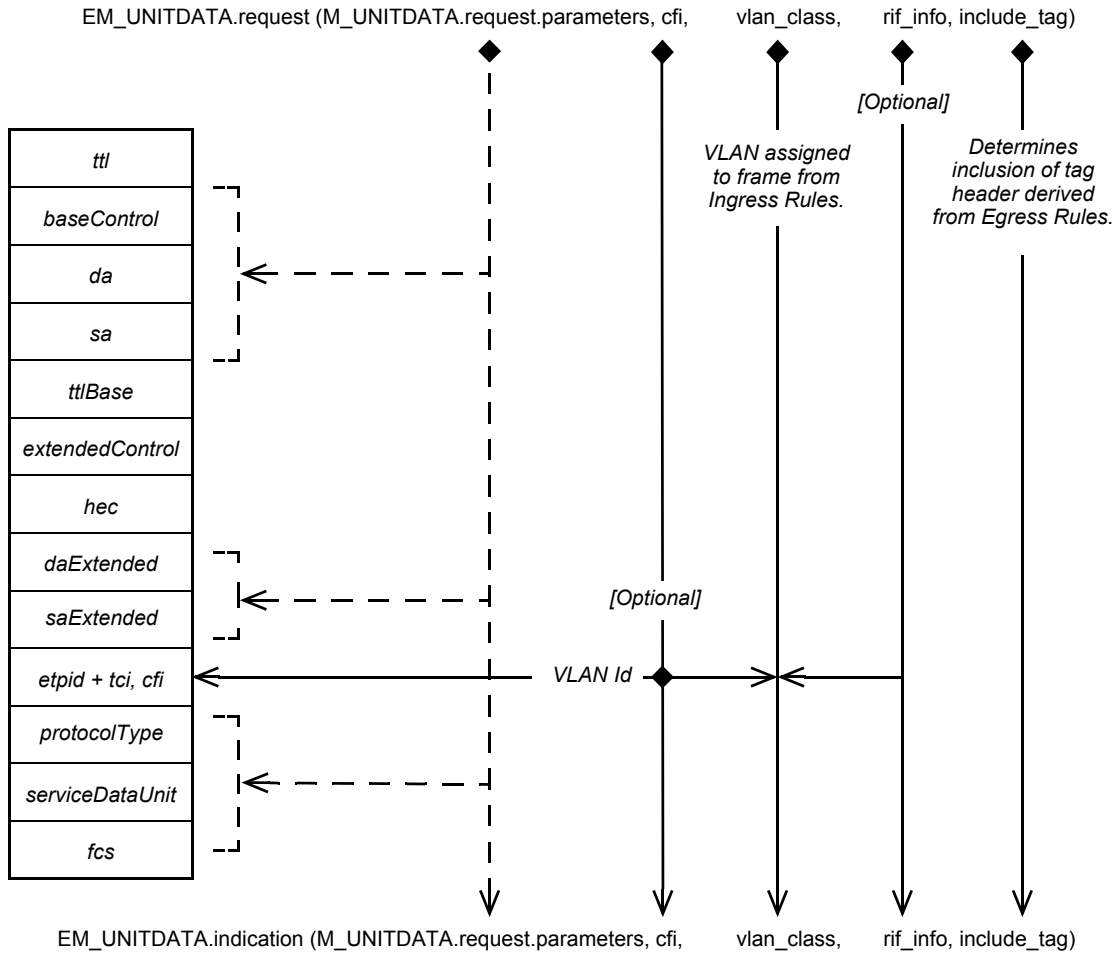 EM_UNITDATA.request (M_UNITDATA.request.parameters, cfi, vlan_class, rif_info, include_tag)
[Optional]
VLAN assigned
to frame from
Ingress Rules.
Determines
inclusion of tag
header derived
from Egress Rules.
ttl
baseControl
da
sa
ttlBase
extendedControl
hec
daExtended
saExtended
[Optional]
etpid + tci, cfi
VLAN Id
protocolType
serviceDataUnit
fcs
EM_UNITDATA.indication (M_UNITDATA.request.parameters, cfi, vlan_class, rif_info, include_tag)